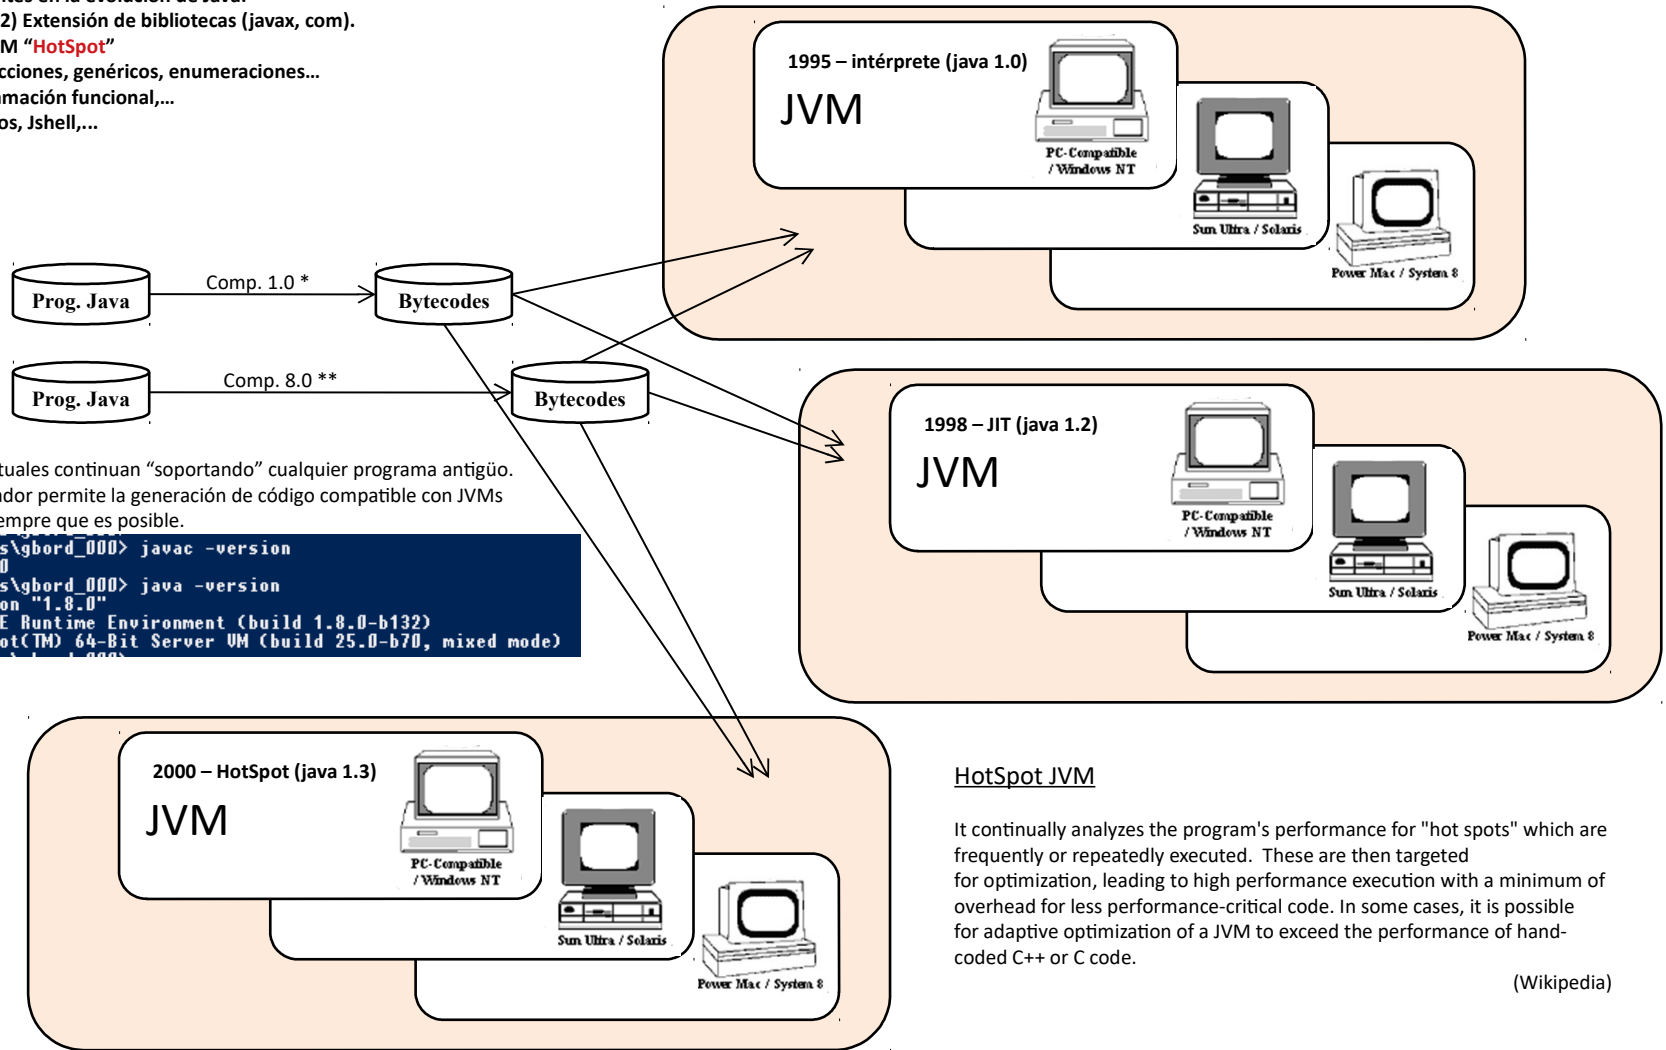 ntes en la evolución de Java.
2) Extensión de bibliotecas (javax, com).
M “HotSpot”
cciones, genéricos, enumeraciones…
amación funcional,…
os, Jshell,...
1995 – intérprete (java 1.0)
JVM
PC-Compatible
/ Windows NT
Sun Ultra / Solaris
Power Mac / System 8
Prog. Java
Comp. 1.0 *
Bytecodes
Prog. Java
Comp. 8.0 **
Bytecodes
1998 – JIT (java 1.2)
JVM
PC-Compatible
/ Windows NT
Sun Ultra / Solaris
Power Mac / System 8
tuales continuan “soportando” cualquier programa antigüo.
ador permite la generación de código compatible con JVMs
empre que es posible.
s\gbord_000> javac -version
0
s\gbord_000> java -version
on "1.8.0"
E Runtime Environment (build 1.8.0-b132)
ot(TM) 64-Bit Server VM (build 25.0-b70, mixed mode)
2000 – HotSpot (java 1.3)
JVM
PC-Compatible
/ Windows NT
Sun Ultra / Solaris
Power Mac / System 8
HotSpot JVM
It continually analyzes the program's performance for "hot spots" which are
frequently or repeatedly executed. These are then targeted
for optimization, leading to high performance execution with a minimum of
overhead for less performance-critical code. In some cases, it is possible
for adaptive optimization of a JVM to exceed the performance of hand-
coded C++ or C code.
(Wikipedia)